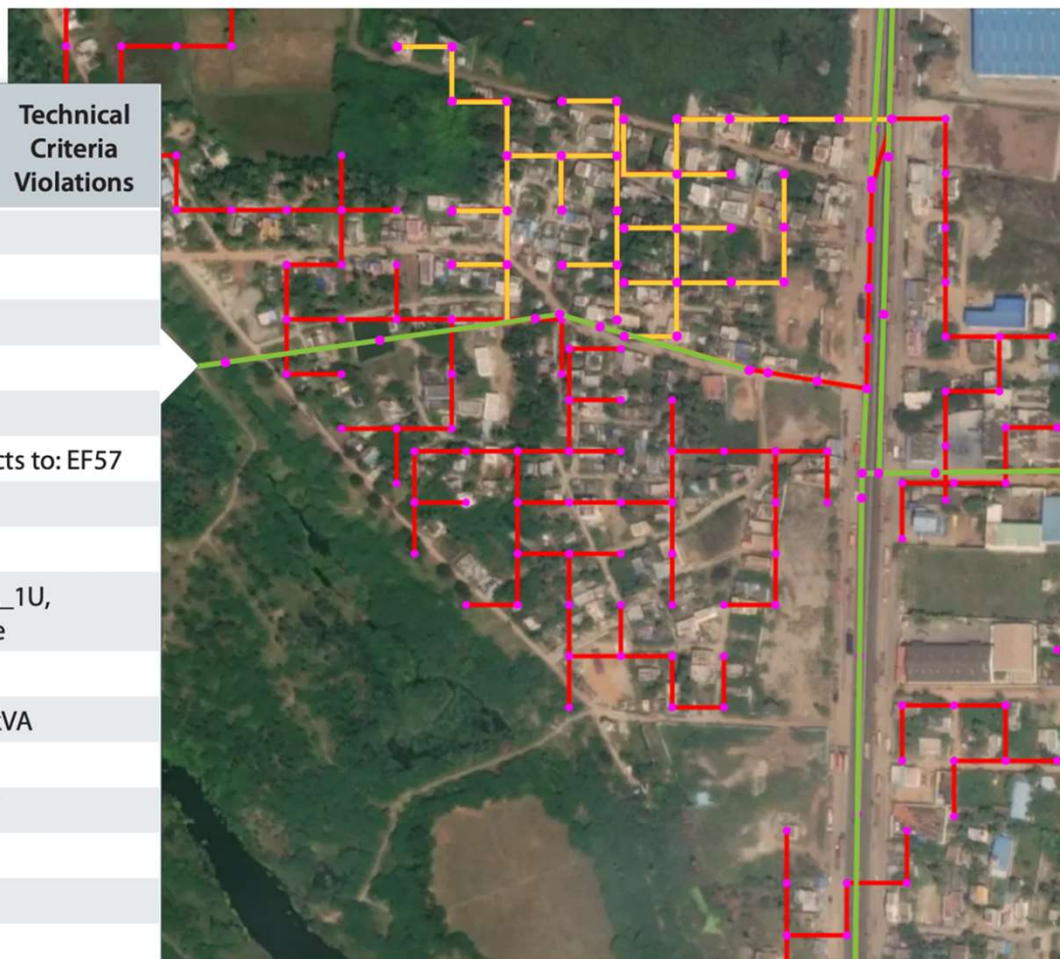 Technical
Criteria
Violations
cts to: EF57
_1U,
e
VA